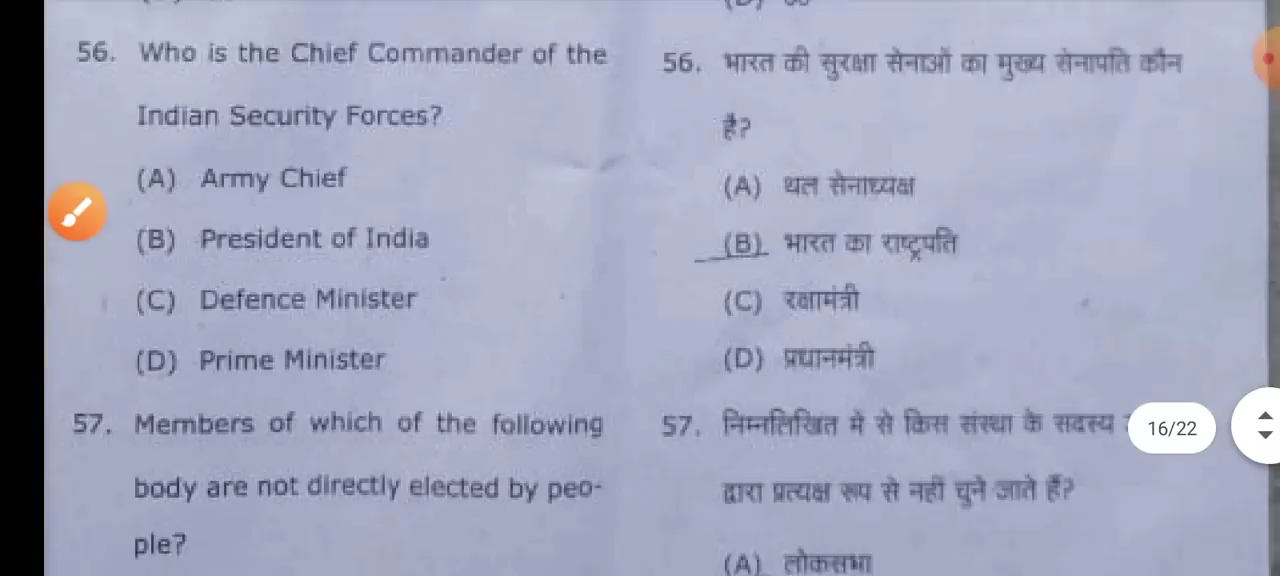 56. Who is the Chief Commander of the
Indian Security Forces?
(A) Army Chief
(B) President of India
(C) Defence Minister
(D) Prime Minister
57. Members of which of the following
body are not directly elected by peo-
ple?
56. भारत की सुरक्षा सेनाओं का मुख्य सेनापति कौन
है?
(A) थल सेनाध्यक्ष
(B) भारत का राष्ट्रपति
(C) रक्षामंत्री
(D) प्रधानमंत्री
57. निम्नलिखित में से किस संस्था के सदस्य
द्वारा प्रत्यक्ष रूप से नहीं चुने जाते हैं?
(A) लोकसभा
16/22